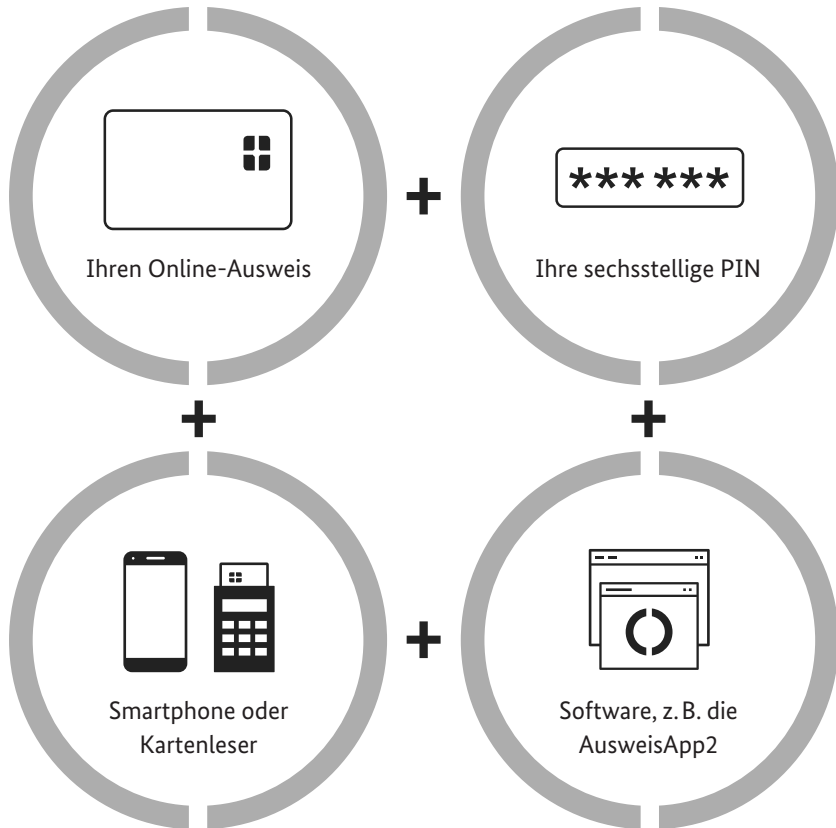 *** ***
Ihren Online-Ausweis
Ihre sechsstellige PIN
Smartphone oder
Kartenleser
Software, z. B. die
AusweisApp2